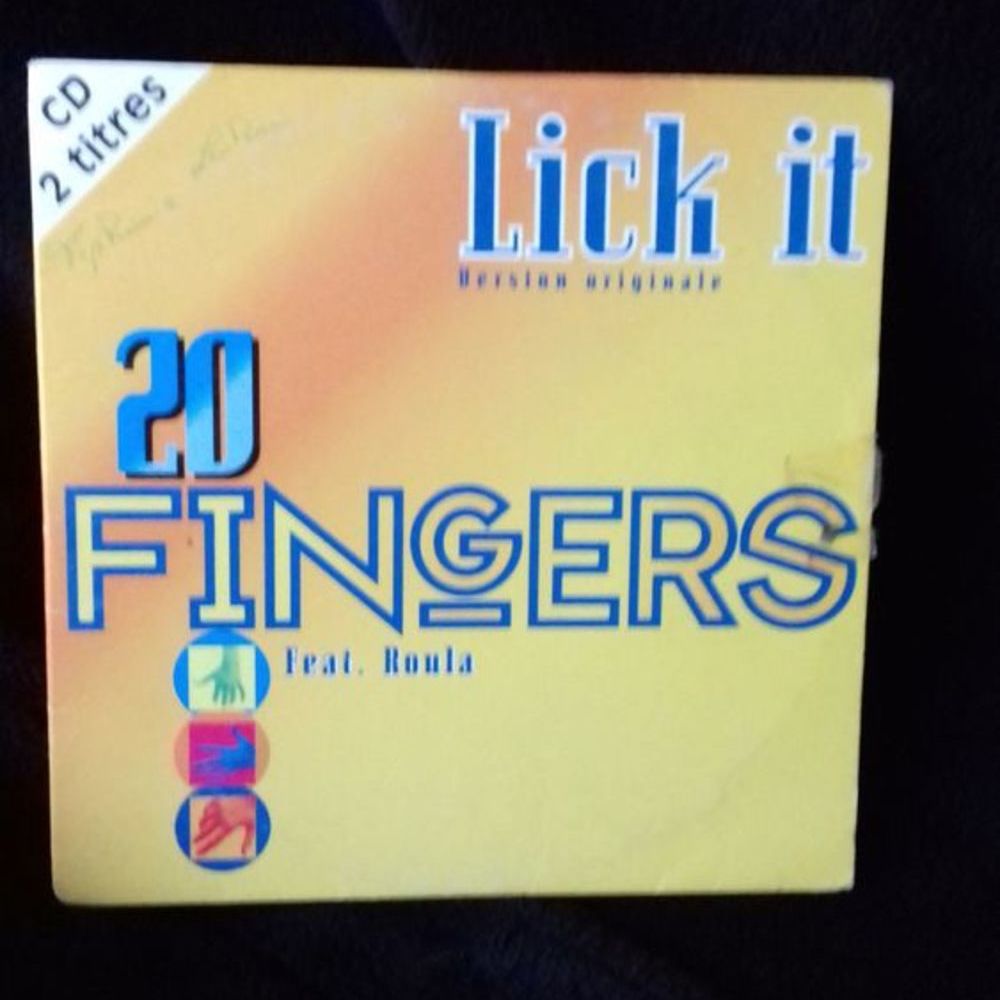 CD
2 titres
Lick it
Version originale
20
FINGERS
Feat. Roula